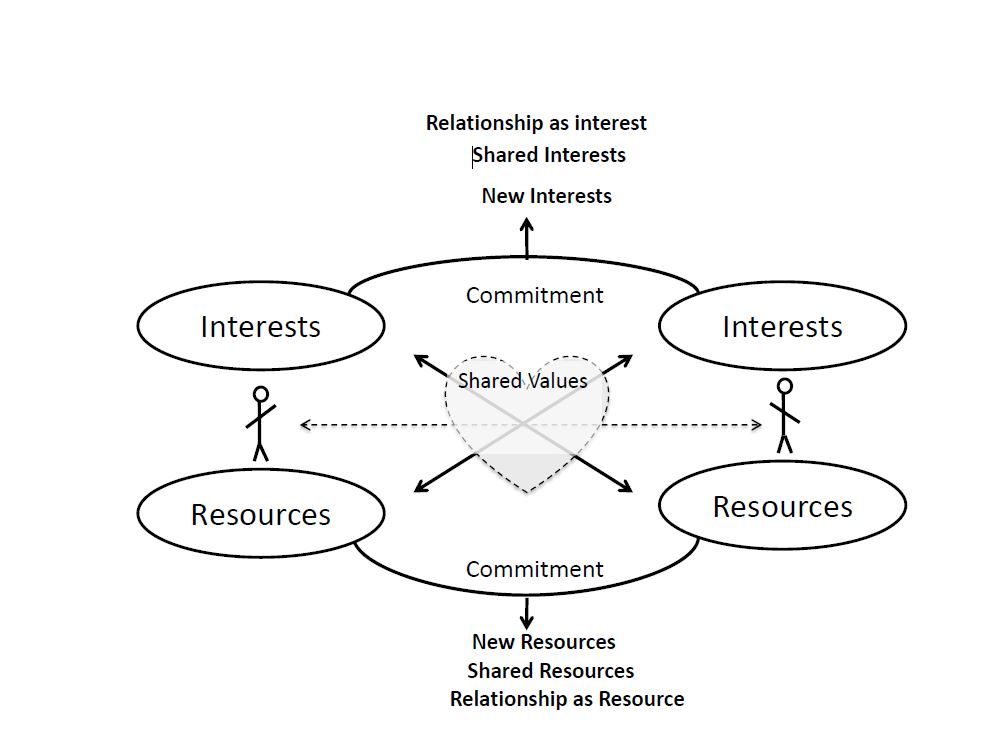 Relationship as interest
Shared Interests
New Interests
Commitment
Interests
Interests
Shared Values
Resources
Resources
Commitment
New Resources
Shared Resources
Relationship as Resource